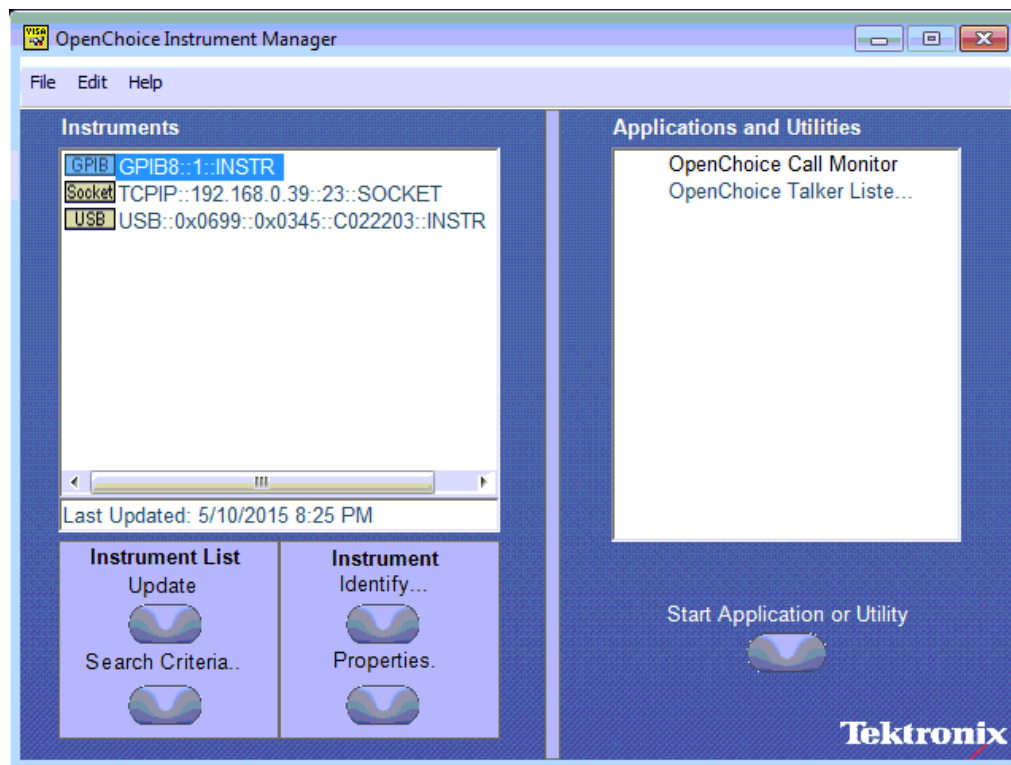 VISA
OpenChoice Instrument Manager
File Edit Help
Instruments
GPIB GPIB8::1::INSTR
Socket TCPIP::192.168.0.39::23::SOCKET
USB USB::0x0699::0x0345::C022203::INSTR
Last Updated: 5/10/2015 8:25 PM
Instrument List
Update
Search Criteria..
Instrument
Identify...
Properties.
Applications and Utilities
OpenChoice Call Monitor
OpenChoice Talker Liste...
Start Application or Utility
Tektronix